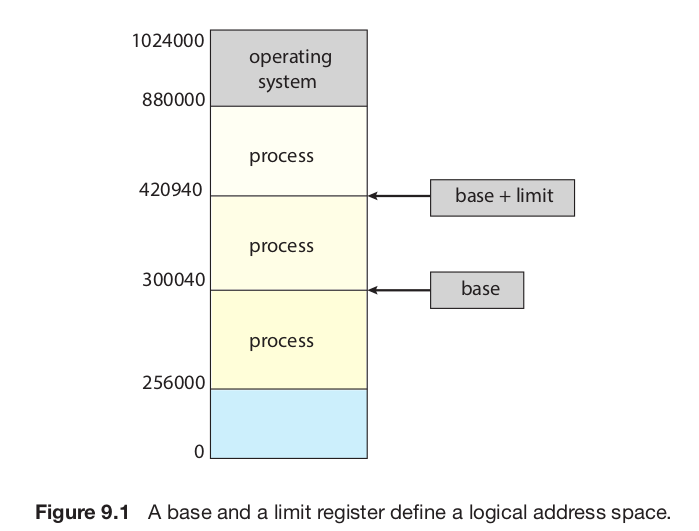 1024000
operating
system
880000
process
420940
base + limit
process
300040
base
process
256000
0
Figure 9.1 A base and a limit register define a logical address space.